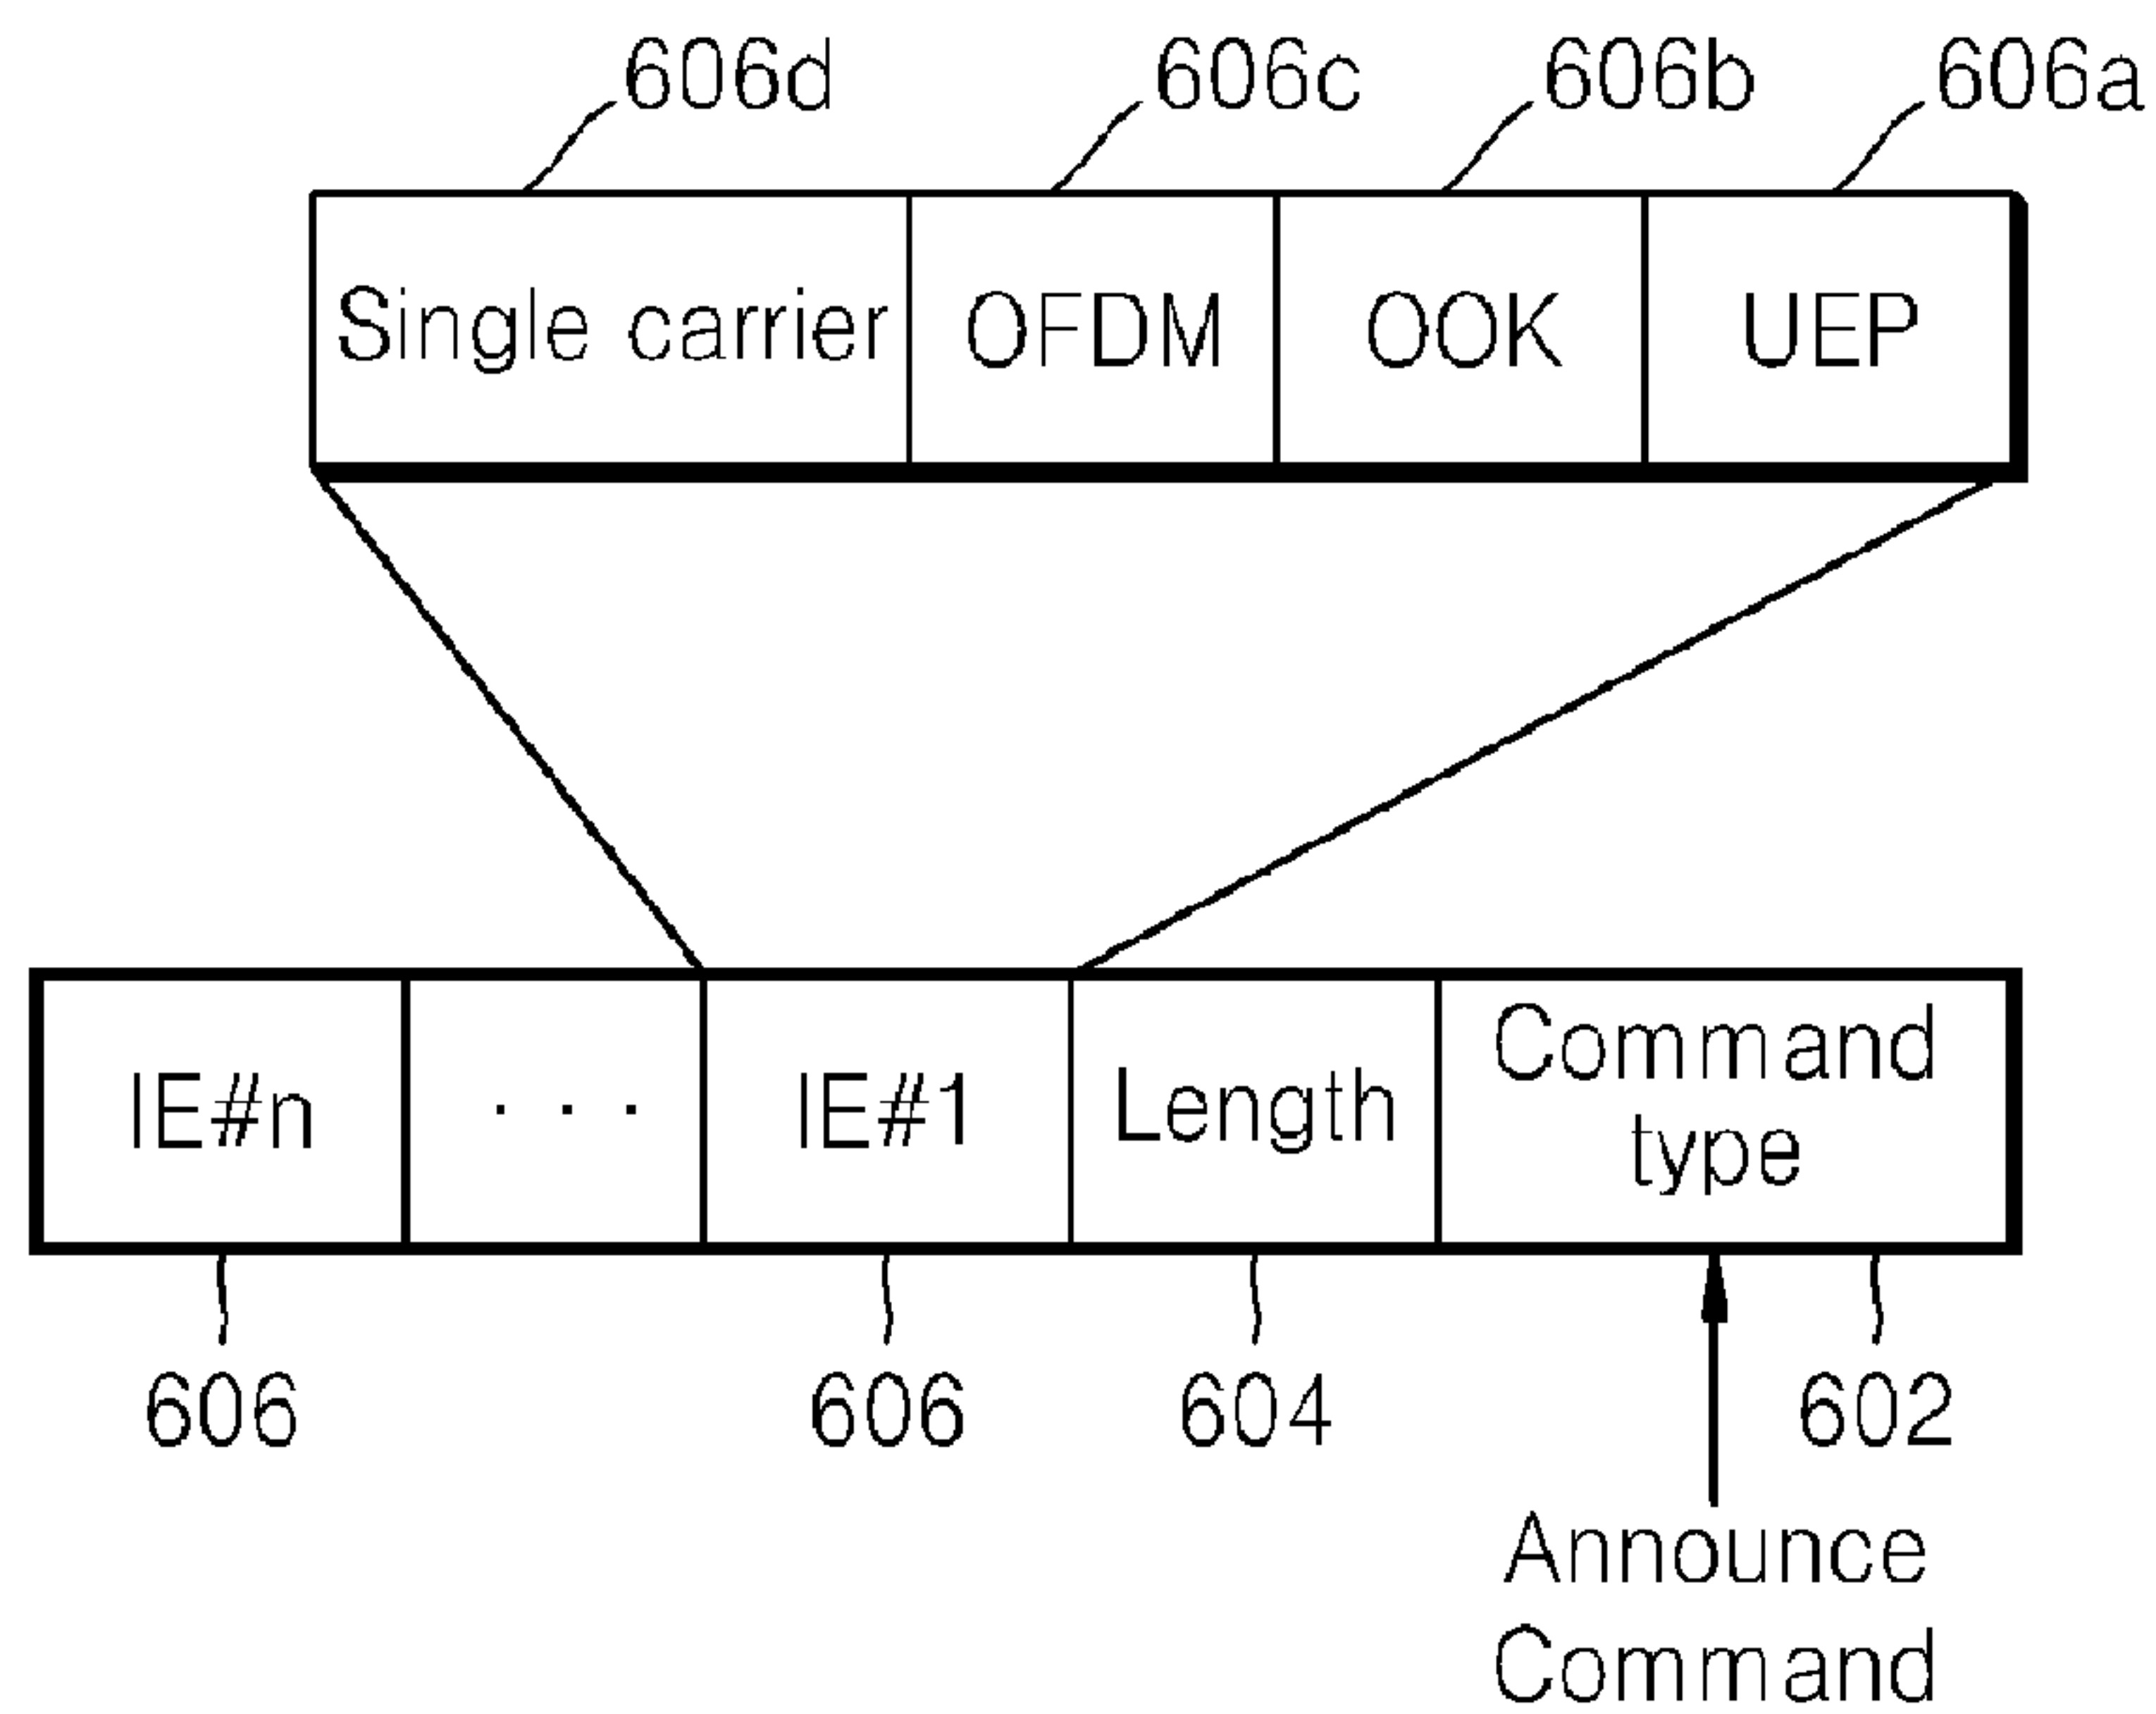 606d 606c 606b 606a
Single carrier OFDM OOK UEP
IE#n ... IE#1 Length Command
type
606 606 604 602
Announce
Command